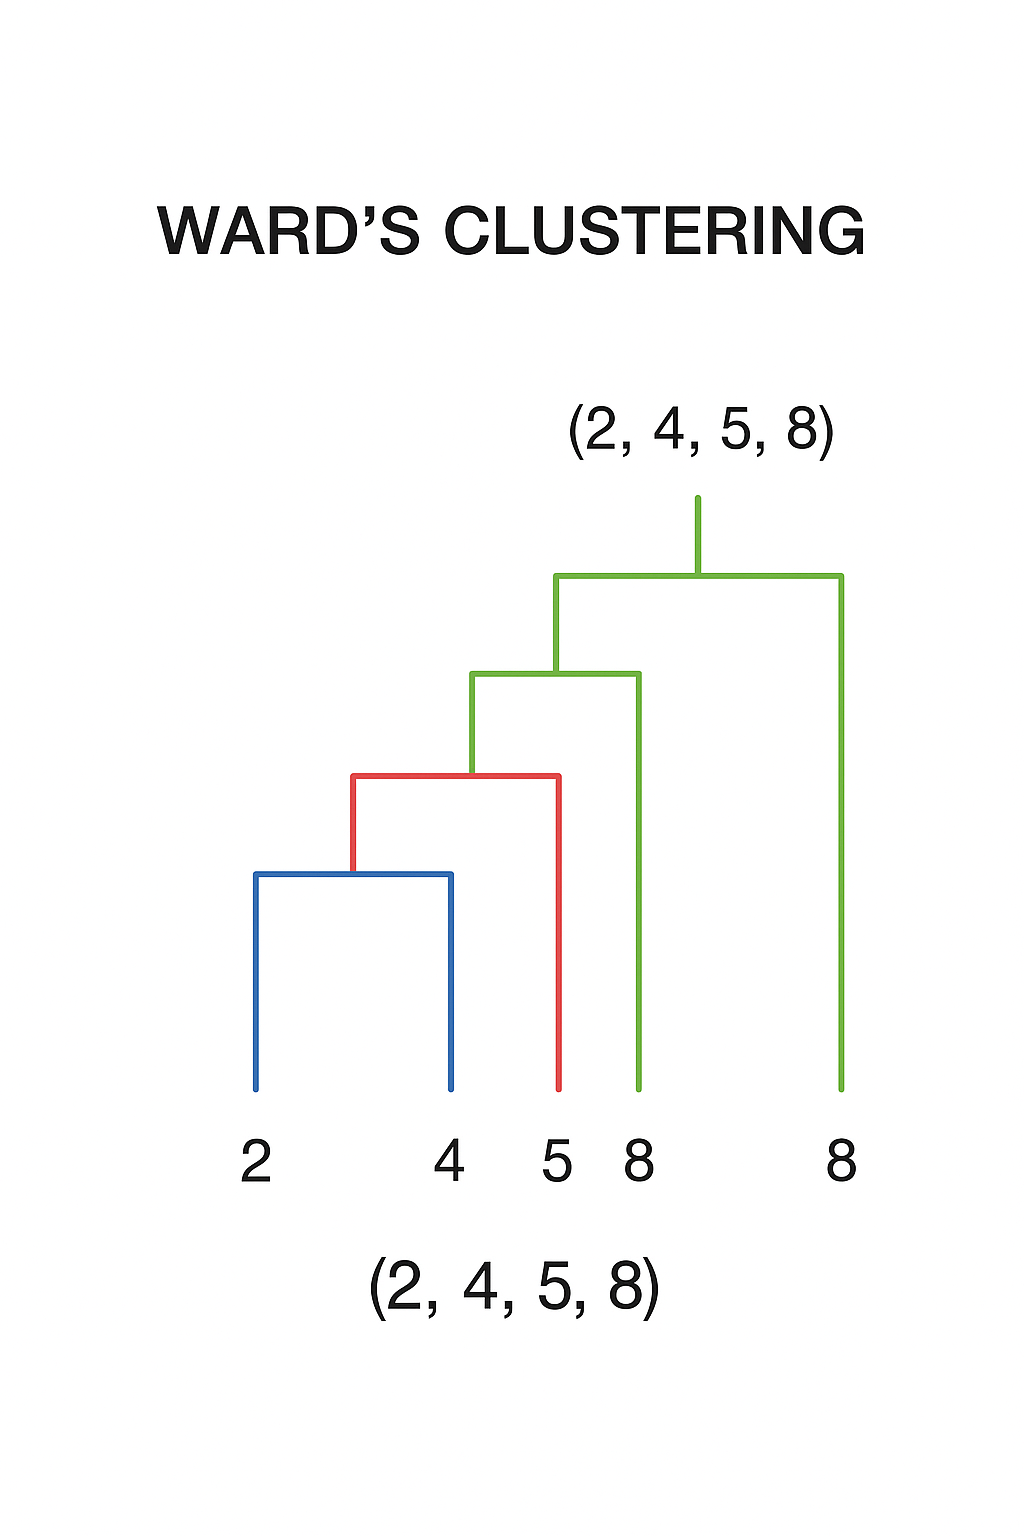 WARD’S CLUSTERING
(2, 4, 5, 8)
2 4 5 8 8
(2, 4, 5, 8)